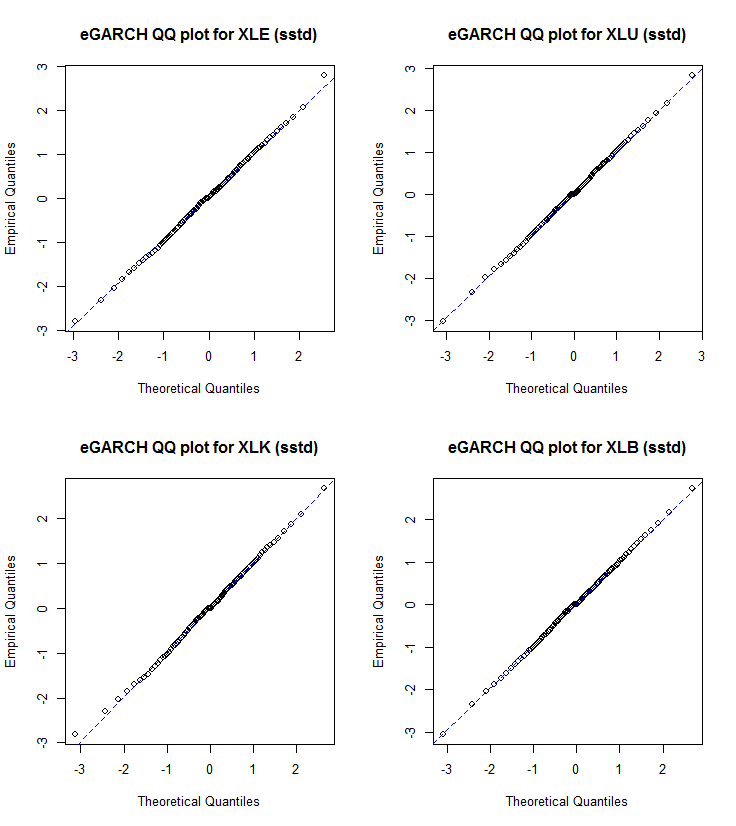 eGARCH QQ plot for XLE (sstd)
Empirical Quantiles
3
2
1
0
-1
-2
-3
-3 -2 -1 0 1 2
Theoretical Quantiles
eGARCH QQ plot for XLU (sstd)
Empirical Quantiles
3
2
1
0
-1
-2
-3
-3 -2 -1 0 1 2 3
Theoretical Quantiles
eGARCH QQ plot for XLK (sstd)
Empirical Quantiles
2
1
0
-1
-2
-3
-3 -2 -1 0 1 2
Theoretical Quantiles
eGARCH QQ plot for XLB (sstd)
Empirical Quantiles
2
1
0
-1
-2
-3
-3 -2 -1 0 1 2
Theoretical Quantiles